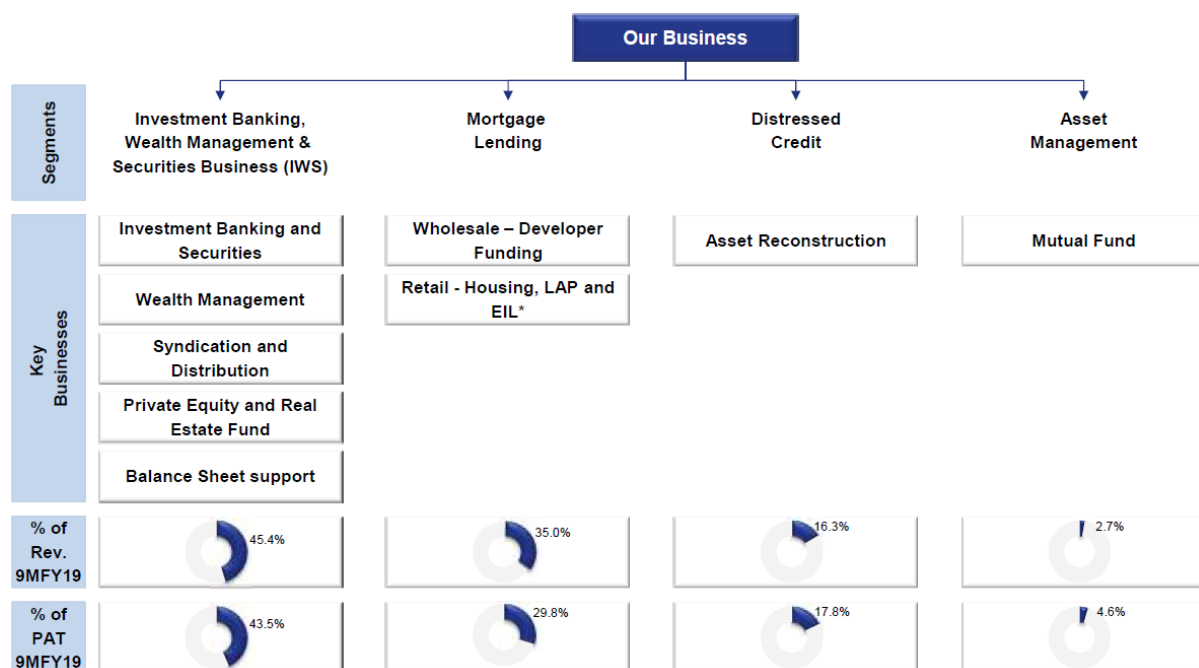 Our Business
Segments
Investment Banking,
Wealth Management &
Securities Business (IWS)
Mortgage
Lending
Distressed
Credit
Asset
Management
Key
Businesses
Investment Banking and
Securities
Wealth Management
Syndication and
Distribution
Private Equity and Real
Estate Fund
Balance Sheet support
Wholesale – Developer
Funding
Retail - Housing, LAP and
EIL*
Asset Reconstruction
Mutual Fund
% of
Rev.
9MFY19
45.4%
35.0%
16.3%
2.7%
% of
PAT
9MFY19
43.5%
29.8%
17.8%
4.6%